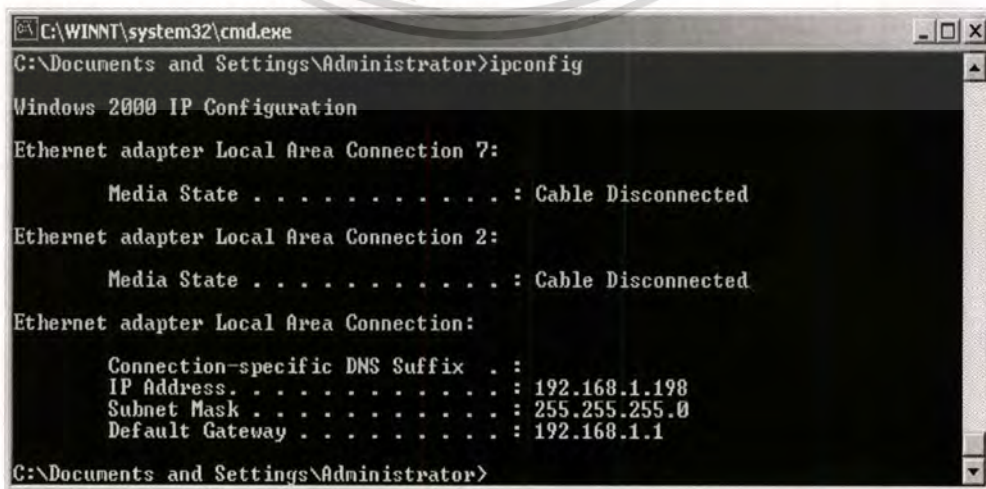 C:\WINNT\system32\cmd.exe
C:\Documents and Settings\Administrator>ipconfig
Windows 2000 IP Configuration
Ethernet adapter Local Area Connection 7:
Media State . . . . . . . . . . . : Cable Disconnected
Ethernet adapter Local Area Connection 2:
Media State . . . . . . . . . . . : Cable Disconnected
Ethernet adapter Local Area Connection:
Connection-specific DNS Suffix  . :
IP Address. . . . . . . . . . . . : 192.168.1.198
Subnet Mask . . . . . . . . . . . : 255.255.255.0
Default Gateway . . . . . . . . . : 192.168.1.1
C:\Documents and Settings\Administrator>